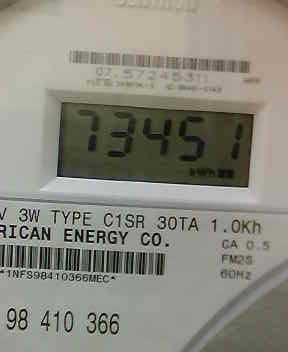 73451
kWh
V 3W TYPE C1SR 30TA 1.0Kh
RICAN ENERGY CO.
CA 0.5
FM2S
60Hz
*1NFS98410366MEC*
98 410 366